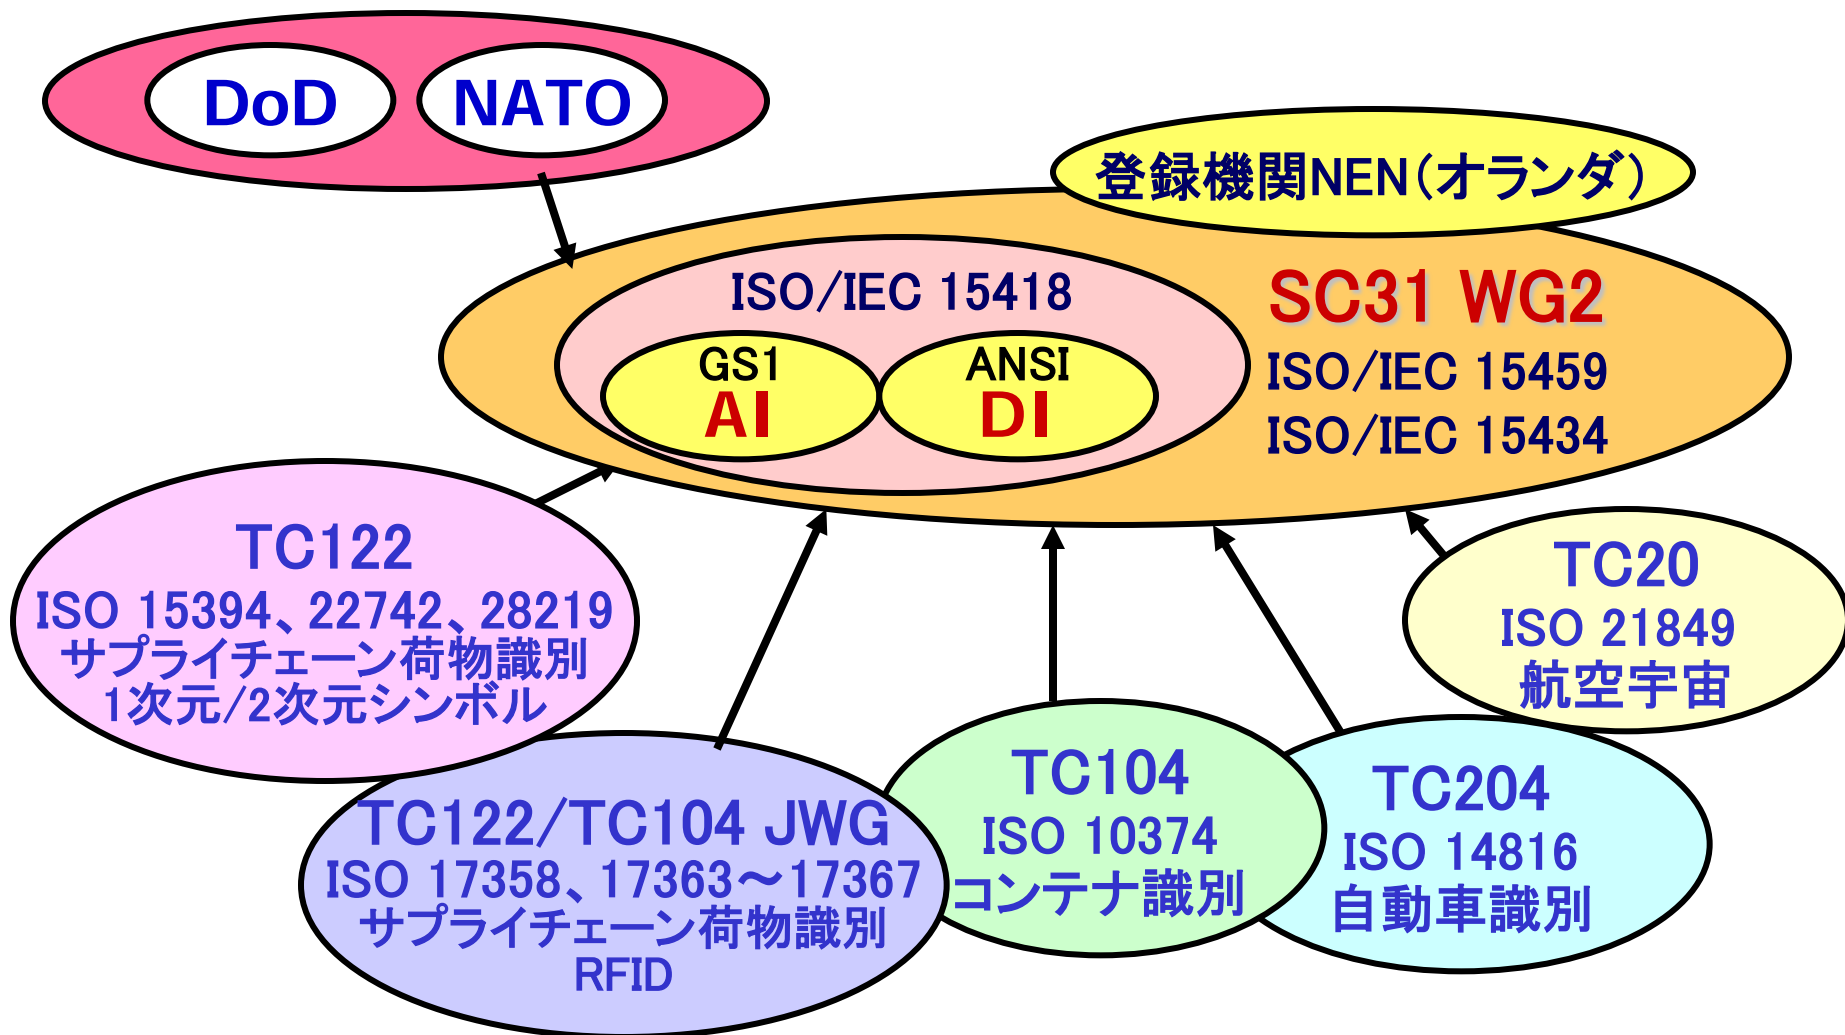 DoD
NATO
登録機関NEN（オランダ）
ISO/IEC 15418
GS1
AI
ANSI
DI
SC31 WG2
ISO/IEC 15459
ISO/IEC 15434
TC122
ISO 15394、22742、28219
サプライチェーン荷物識別
1次元/2次元シンボル
TC20
ISO 21849
航空宇宙
TC122/TC104 JWG
ISO 17358、17363～17367
サプライチェーン荷物識別
RFID
TC104
ISO 10374
コンテナ識別
TC204
ISO 14816
自動車識別